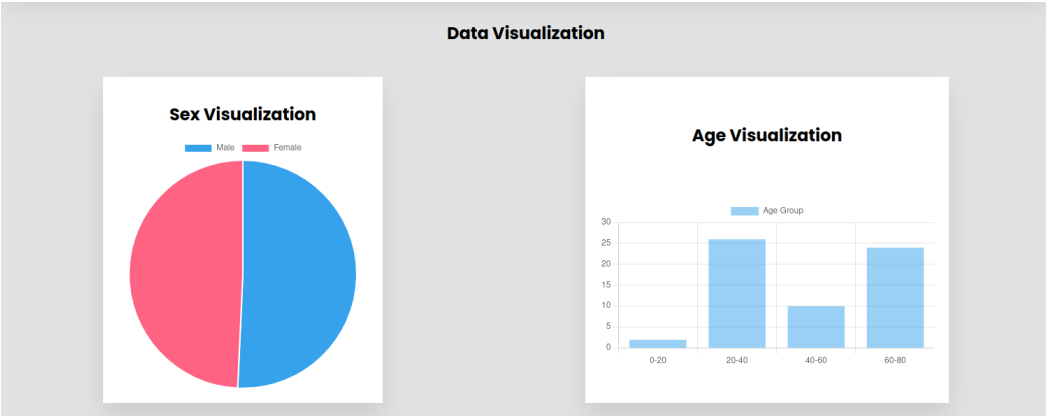 Data Visualization
Sex Visualization
Male Female
Age Visualization
Age Group
30
25
20
15
10
5
0
0-20 20-40 40-60 60-80